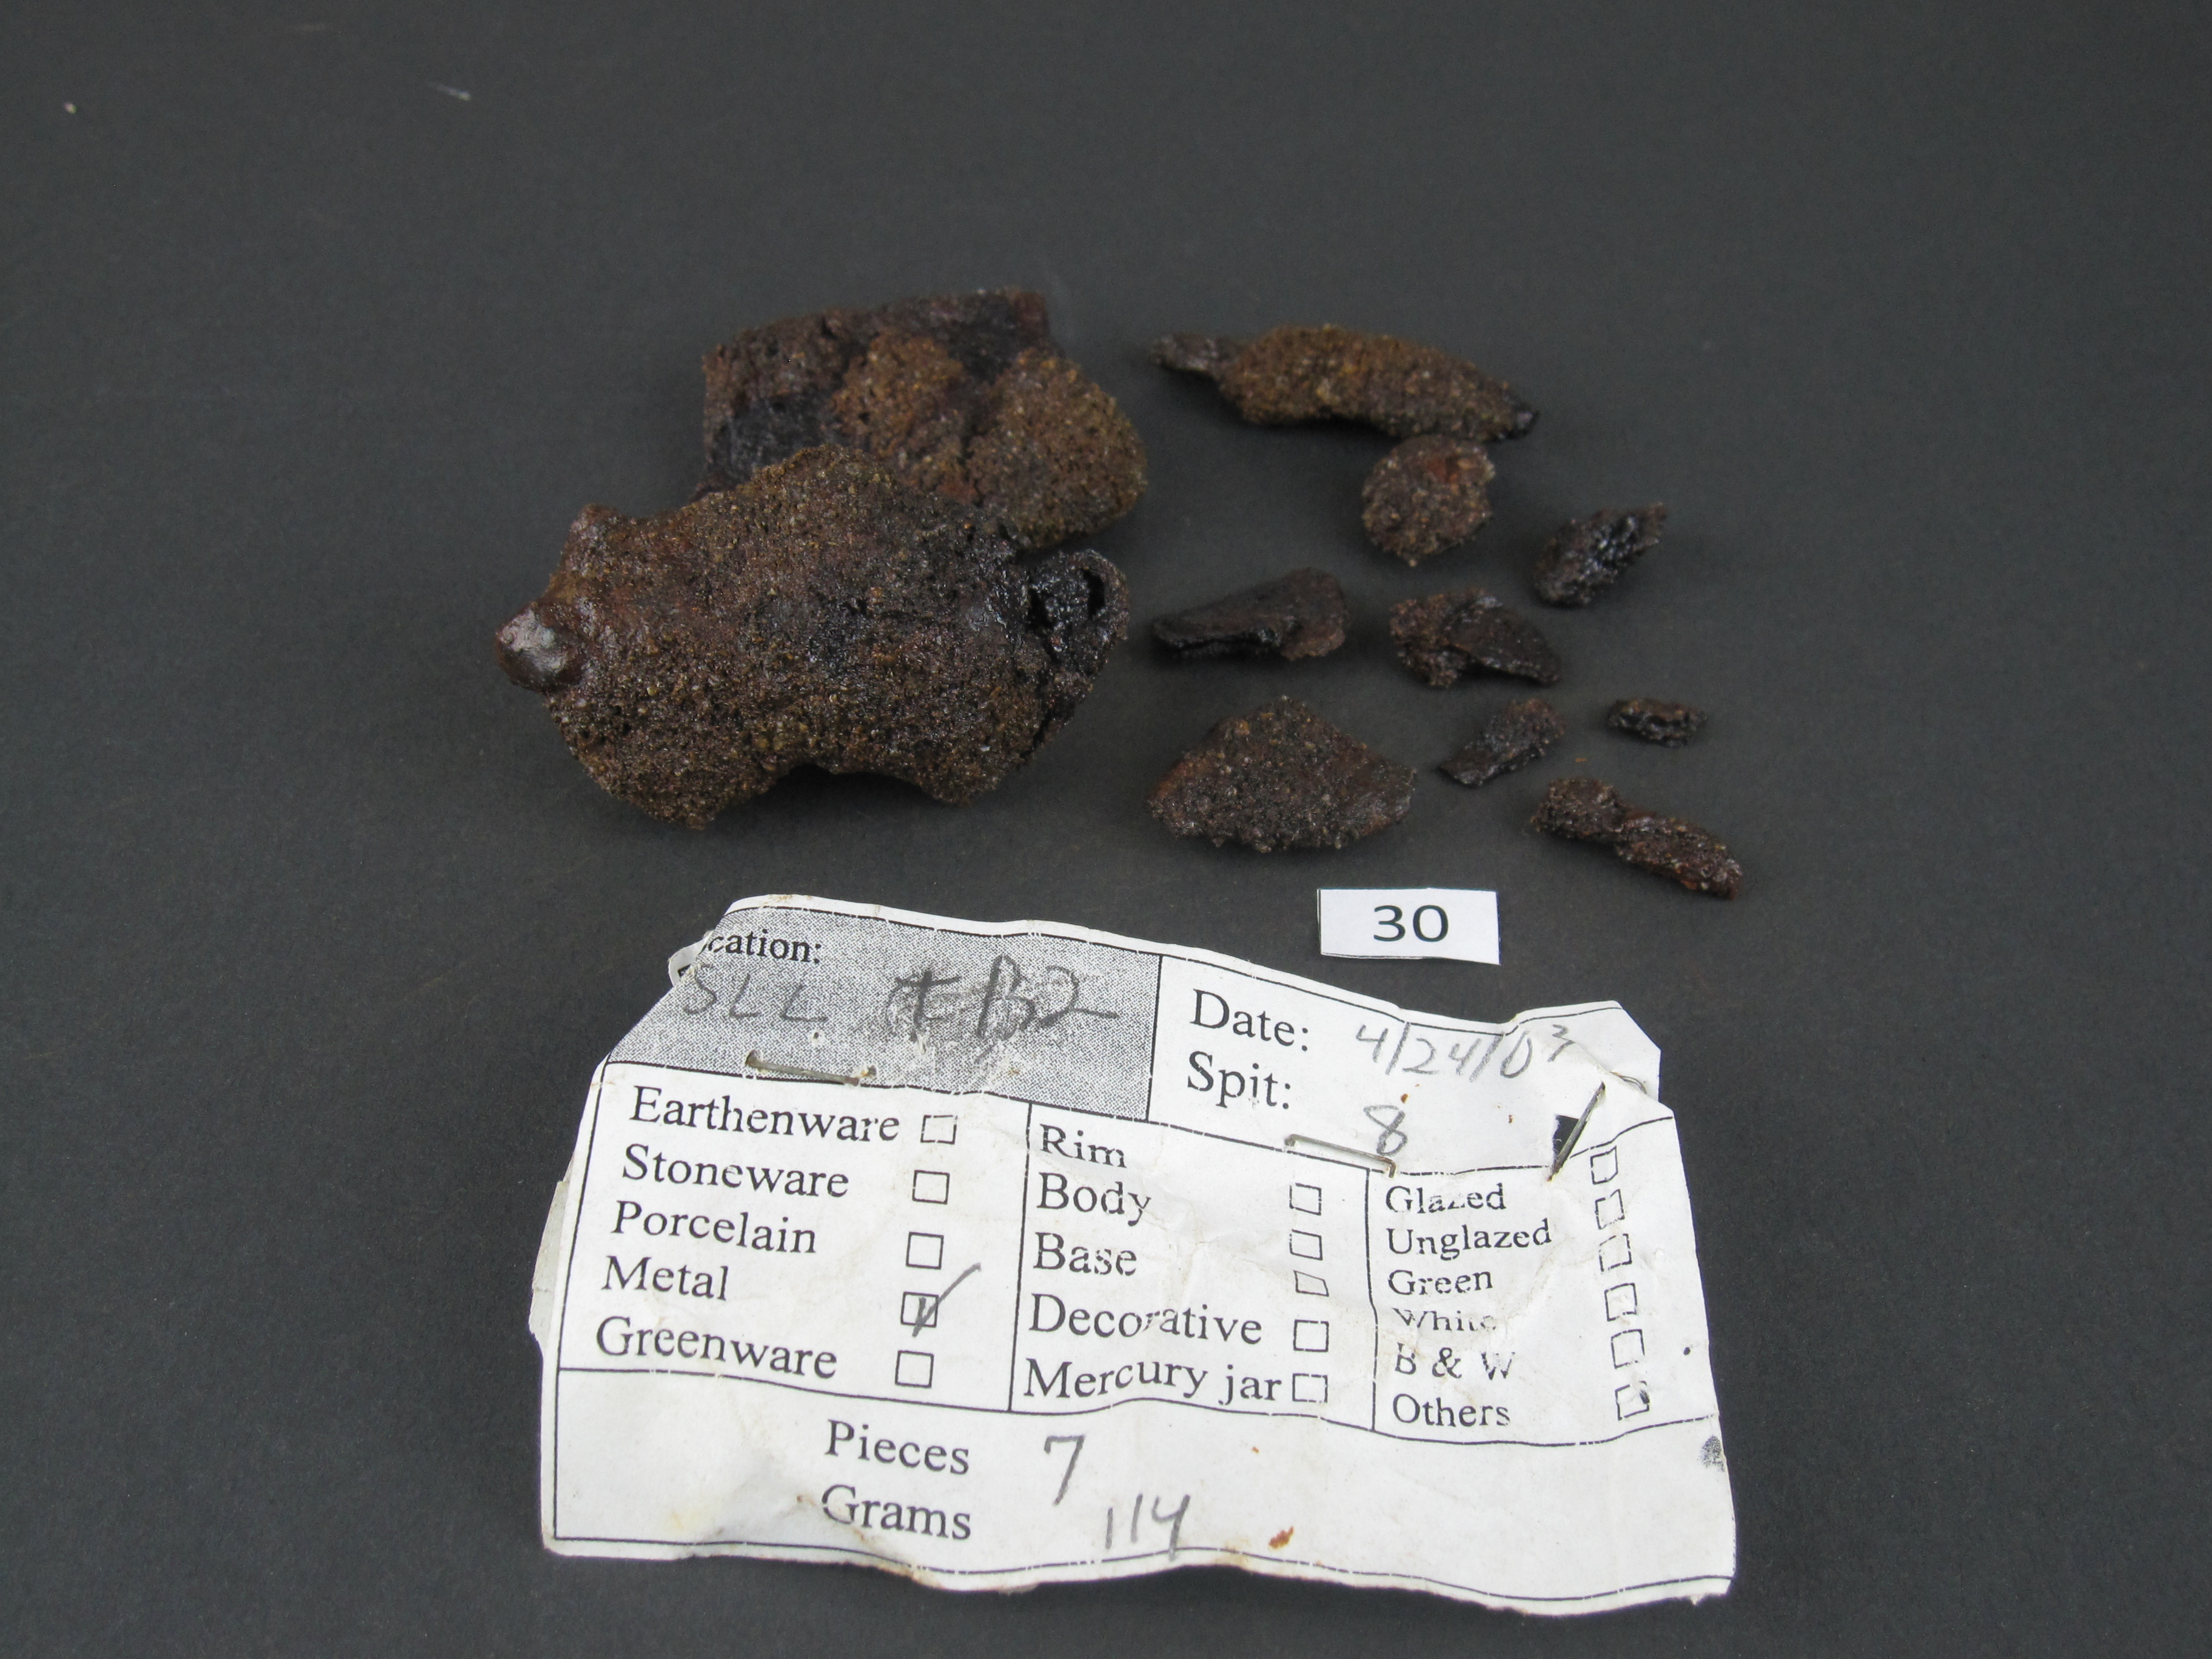 30
cation:
SLL # B2
Date: 4/24/03
Spit: 8
Earthenware
Stoneware
Porcelain
Metal
Greenware
Rim
Body
Base
Decorative
Mercury jar
Glazed
Unglazed
Green
White
B & W
Others
Pieces 7
Grams 114